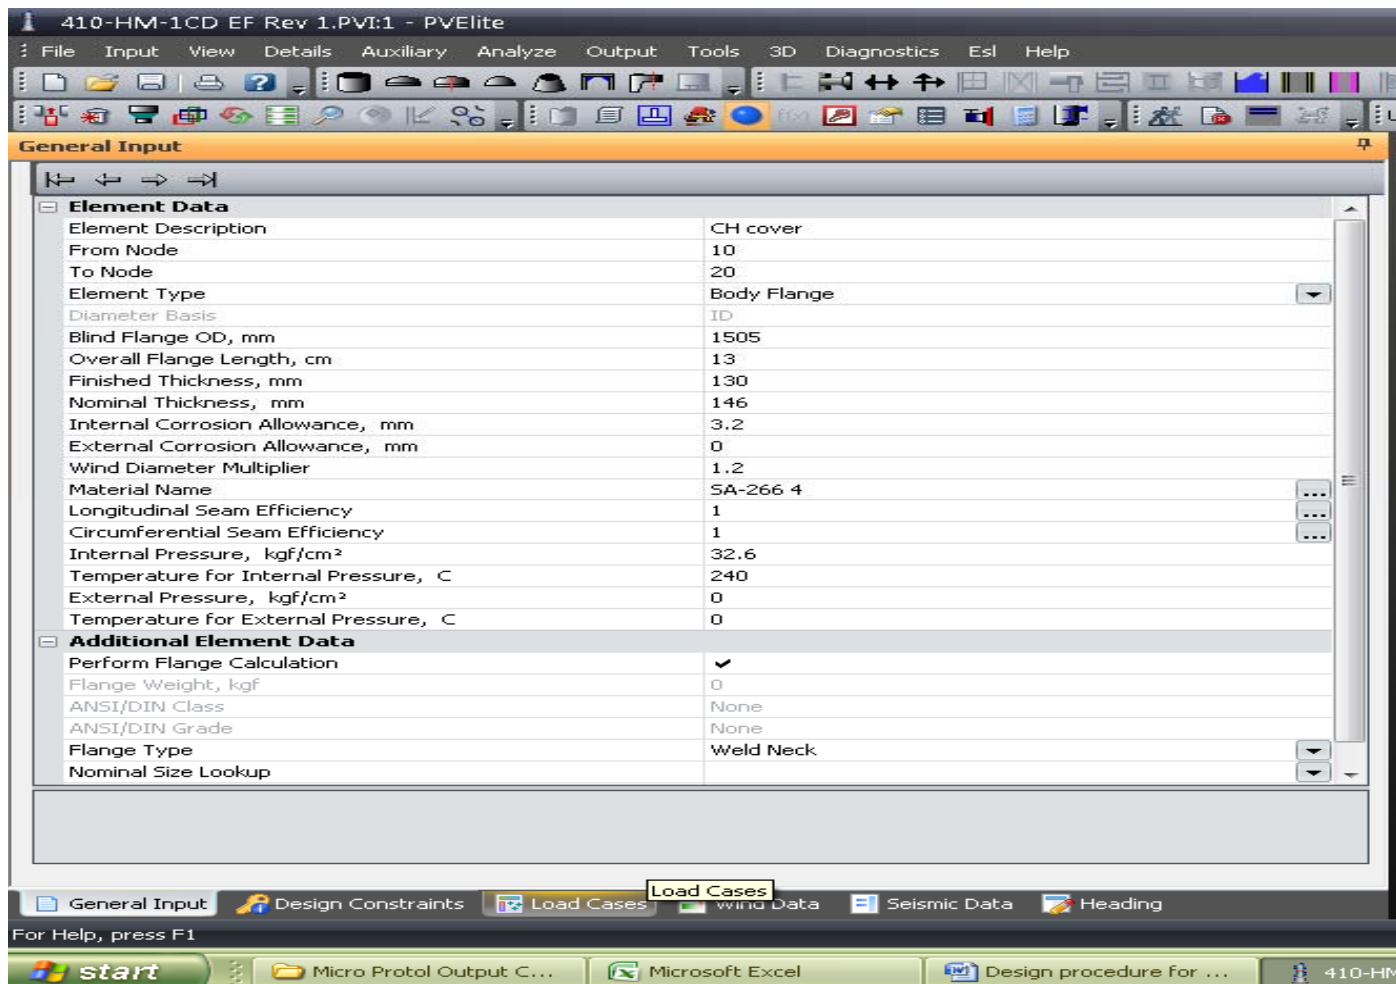 410-HM-1CD EF Rev 1.PVI:1 - PVElite
File Input View Details Auxiliary Analyze Output Tools 3D Diagnostics Esl Help
General Input
Element Data
Element Description CH cover
From Node 10
To Node 20
Element Type Body Flange
Diameter Basis ID
Blind Flange OD, mm 1505
Overall Flange Length, cm 13
Finished Thickness, mm 130
Nominal Thickness, mm 146
Internal Corrosion Allowance, mm 3.2
External Corrosion Allowance, mm 0
Wind Diameter Multiplier 1.2
Material Name SA-266 4
Longitudinal Seam Efficiency 1
Circumferential Seam Efficiency 1
Internal Pressure, kgf/cm² 32.6
Temperature for Internal Pressure, C 240
External Pressure, kgf/cm² 0
Temperature for External Pressure, C 0
Additional Element Data
Perform Flange Calculation
Flange Weight, kgf 0
ANSI/DIN Class None
ANSI/DIN Grade None
Flange Type Weld Neck
Nominal Size Lookup
Load Cases
General Input Design Constraints Load Cases Wind Data Seismic Data Heading
For Help, press F1
start Micro Protol Output C... Microsoft Excel Design procedure for ... 410-HM